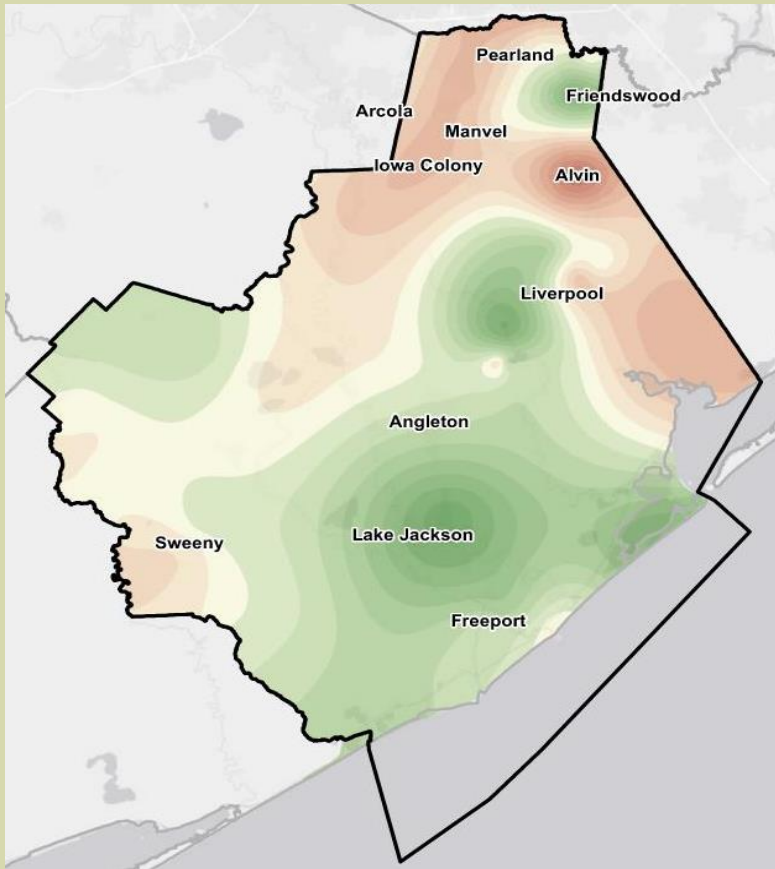 Pearland
Friendswood
Arcola
Manvel
Iowa Colony
Alvin
Liverpool
Angleton
Lake Jackson
Sweeny
Freeport